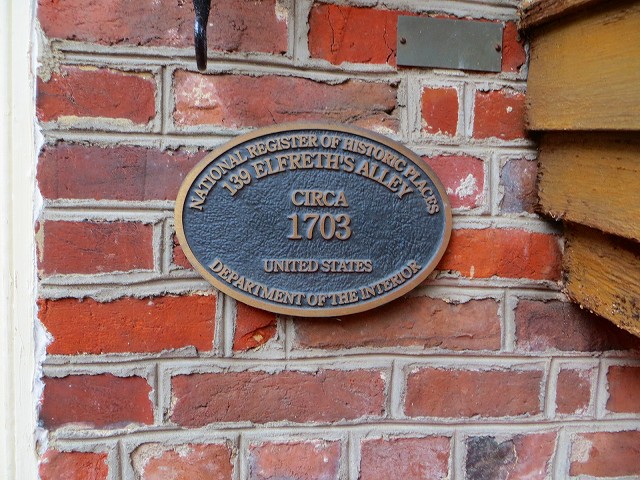 NATIONAL REGISTER OF HISTORIC PLACES
139 ELFRETH'S ALLEY
CIRCA
1703
UNITED STATES
DEPARTMENT OF THE INTERIOR